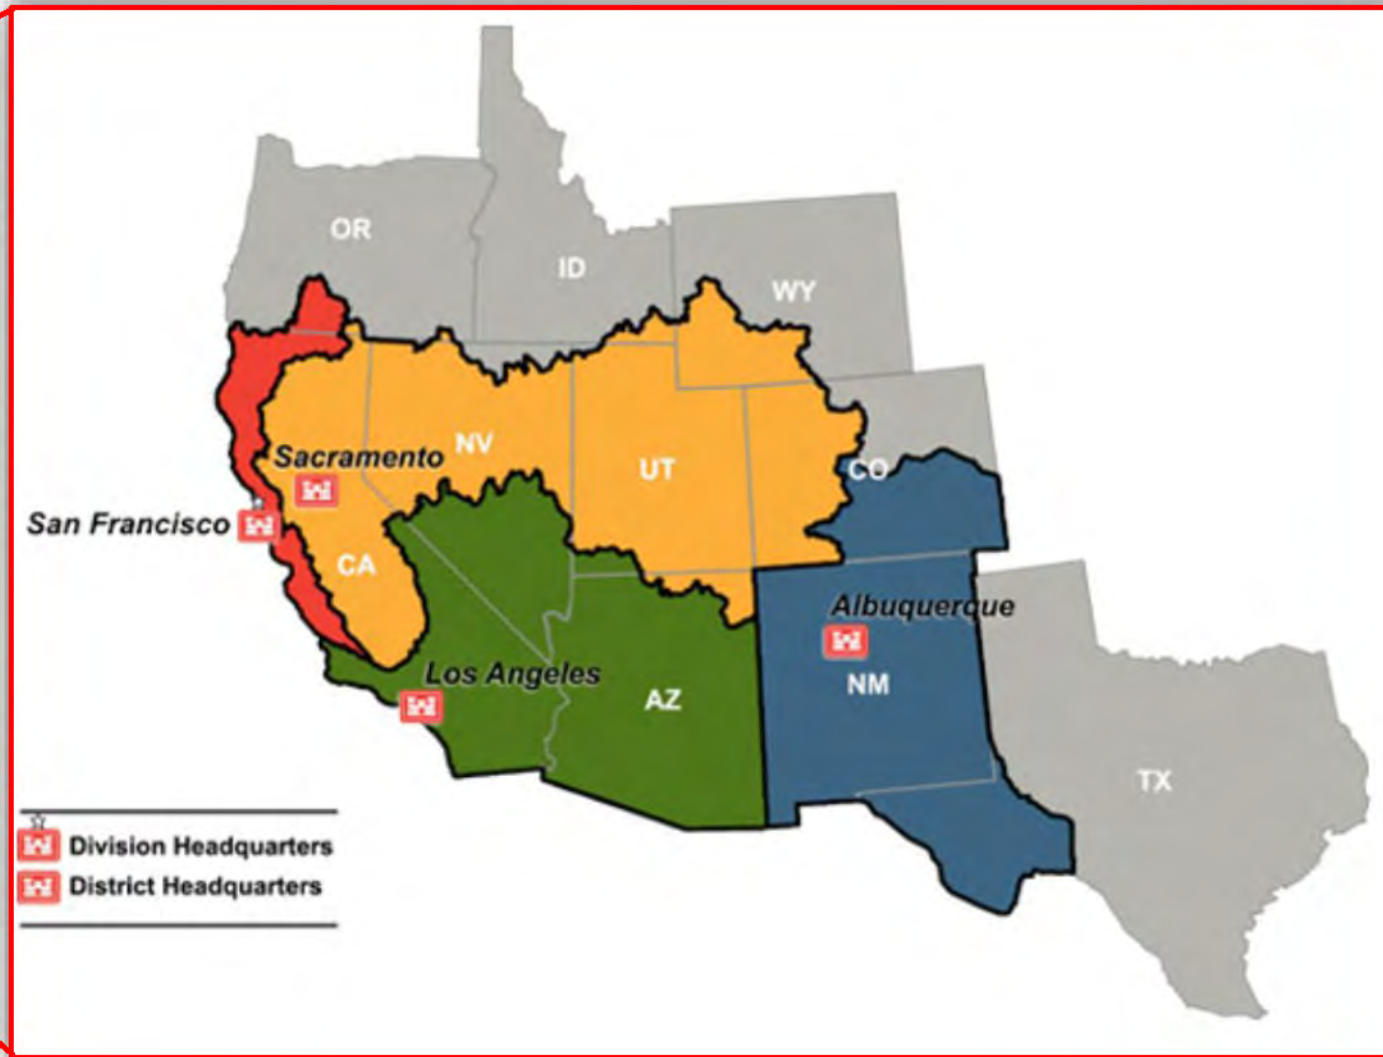 OR
ID
WY
NV
UT
CO
Sacramento
San Francisco
CA
Albuquerque
Los Angeles
AZ
NM
TX
Division Headquarters
District Headquarters